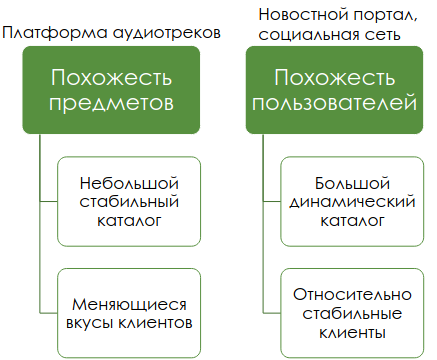 Платформа аудиотреков
Похожесть
предметов
Небольшой
стабильный
каталог
Меняющиеся
вкусы клиентов
Новостной портал,
социальная сеть
Похожесть
пользователей
Большой
динамический
каталог
Относительно
стабильные
клиенты